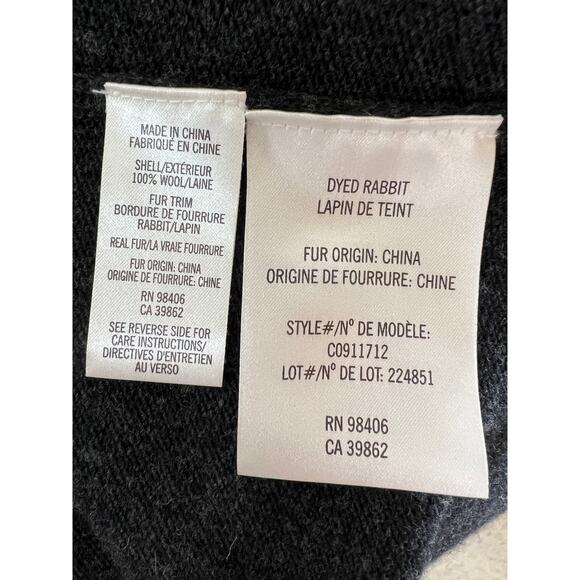 MADE IN CHINA
FABRIQUÉ EN CHINE
SHELL/EXTÉRIEUR
100% WOOL/LAINE
FUR TRIM
BORDURE DE FOURRURE
RABBIT/LAPIN
REAL FUR/LA VRAIE FOURRURE
FUR ORIGIN: CHINA
ORIGINE DE FOURRURE: CHINE
RN 98406
CA 39862
SEE REVERSE SIDE FOR
CARE INSTRUCTIONS/
DIRECTIVES D'ENTRETIEN
AU VERSO
DYED RABBIT
LAPIN DE TEINT
FUR ORIGIN: CHINA
ORIGINE DE FOURRURE: CHINE
STYLE#/Nº DE MODÈLE:
C0911712
LOT#/Nº DE LOT: 224851
RN 98406
CA 39862